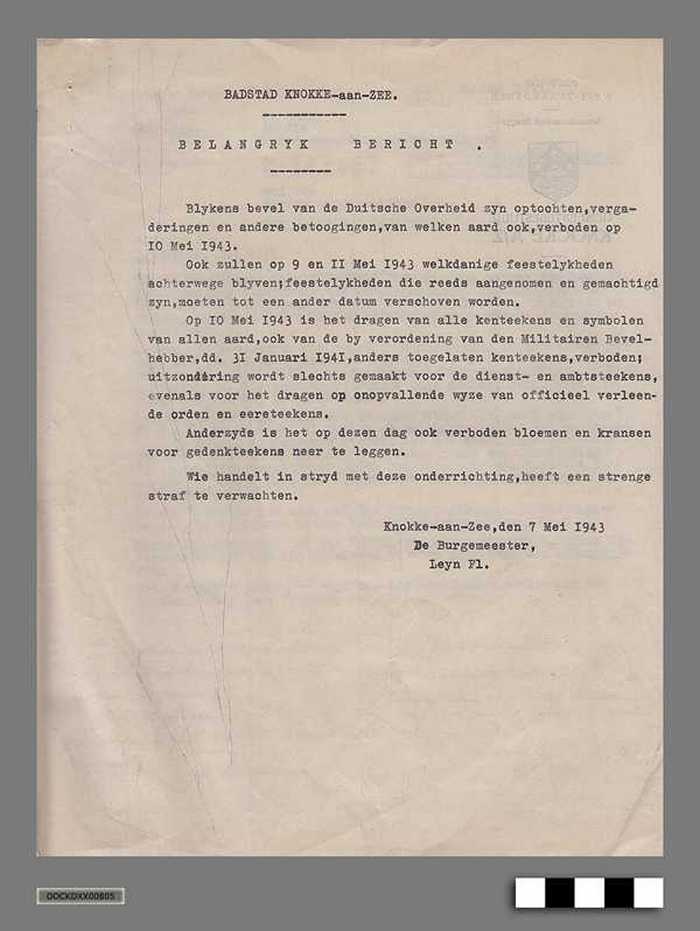 BADSTAD KNOKKE-aan-ZEE.
BELANGRYK BERICHT .
Blykens bevel van de Duitsche Overheid zyn optochten,verga-
deringen en andere betoogingen,van welken aard ook,verboden op
IO Mei I943.
Ook zullen op 9 en II Mei I943 welkdanige feestelykheden
achterwege blyven;feestelykheden die reeds aangenomen en gemachtigd
zyn,moeten tot een ander datum verschoven worden.
Op IO Mei I943 is het dragen van alle kenteekens en symbolen
van allen aard,ook van de by verordening van den Militairen Bevel-
hebber,dd. 3I Januari I94I,anders toegelaten kenteekens,verboden;
uitzondering wordt slechts gemaakt voor de dienst- en ambtsteekens,
evenals voor het dragen op onopvallende wyze van officieel verleen-
de orden en eereteekens.
Anderzyds is het op dezen dag ook verboden bloemen en kransen
voor gedenkteekens neer te leggen.
Wie handelt in stryd met deze onderrichting,heeft een strenge
straf te verwachten.
Knokke-aan-Zee,den 7 Mei I943
De Burgemeester,
Leyn Fl.
OOCKDXX00605